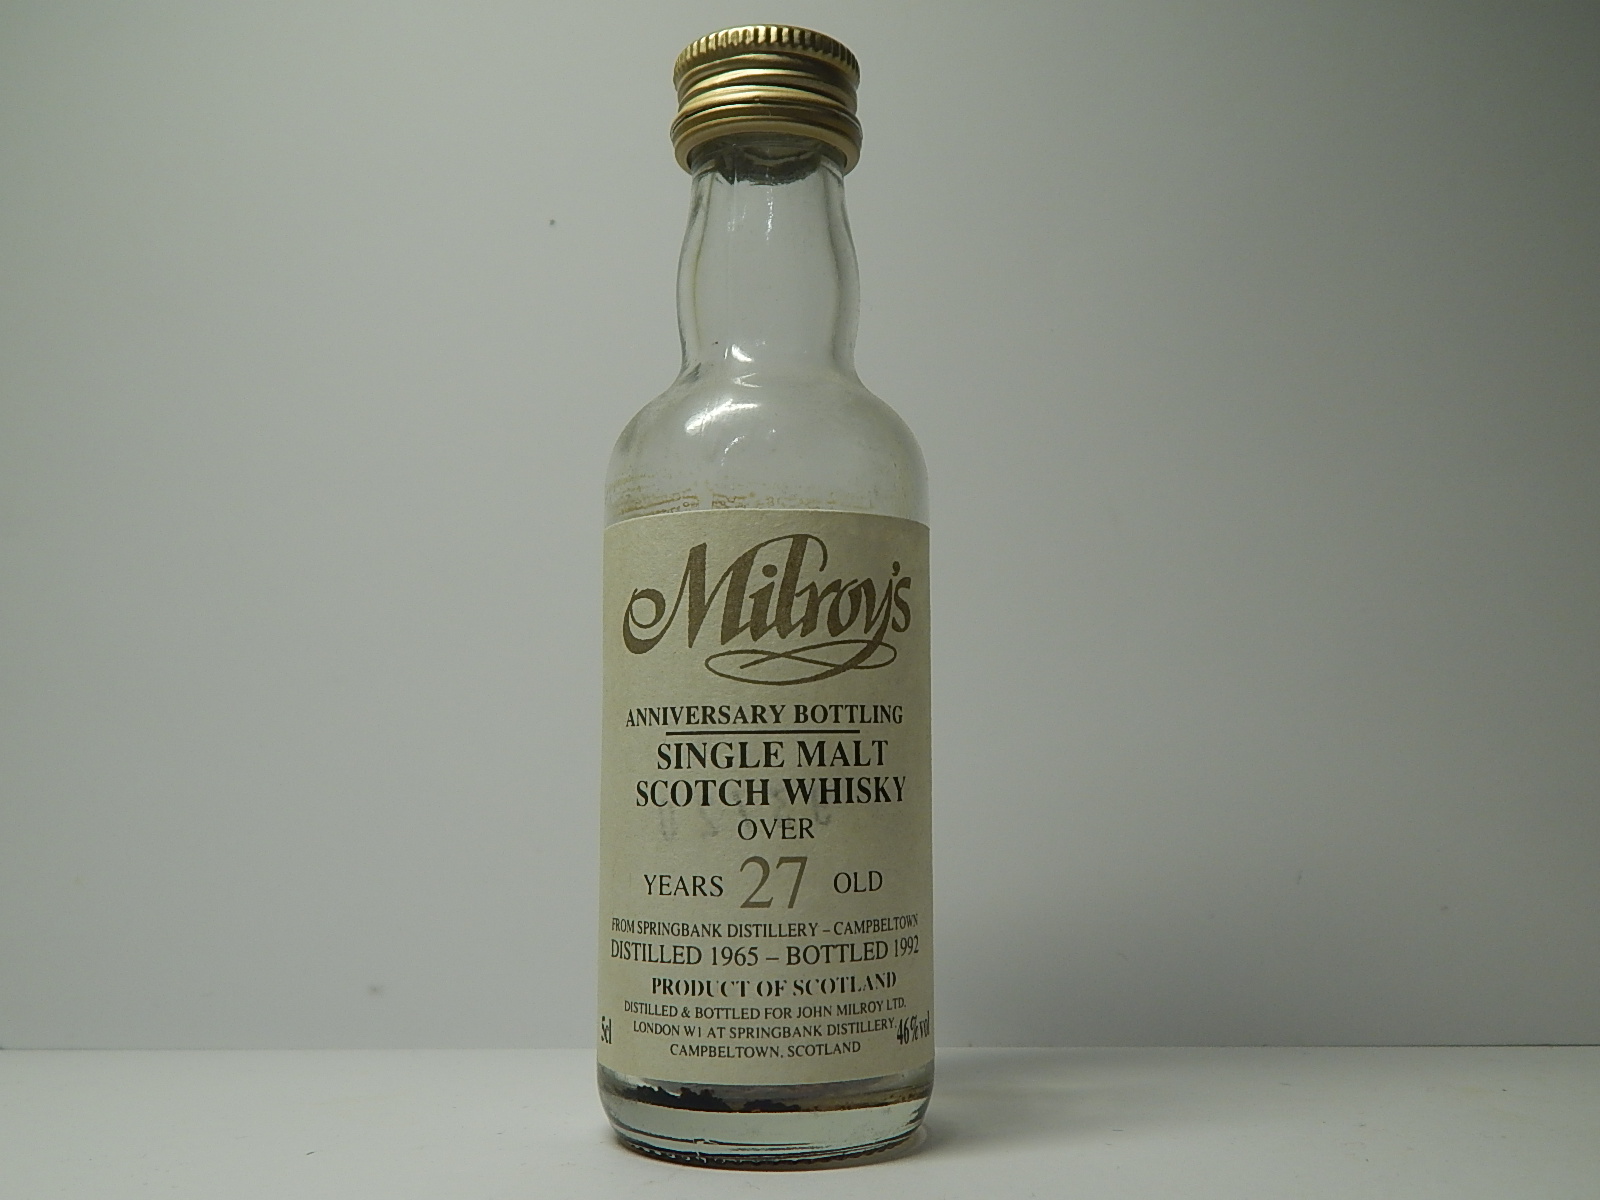 Milroy's
ANNIVERSARY BOTTLING
SINGLE MALT
SCOTCH WHISKY
OVER
YEARS 27 OLD
FROM SPRINGBANK DISTILLERY – CAMPBELTOWN
DISTILLED 1965 – BOTTLED 1992
PRODUCT OF SCOTLAND
DISTILLED & BOTTLED FOR JOHN MILROY LTD.
LONDON W1 AT SPRINGBANK DISTILLERY.
5cl 46%vol
CAMPBELTOWN, SCOTLAND